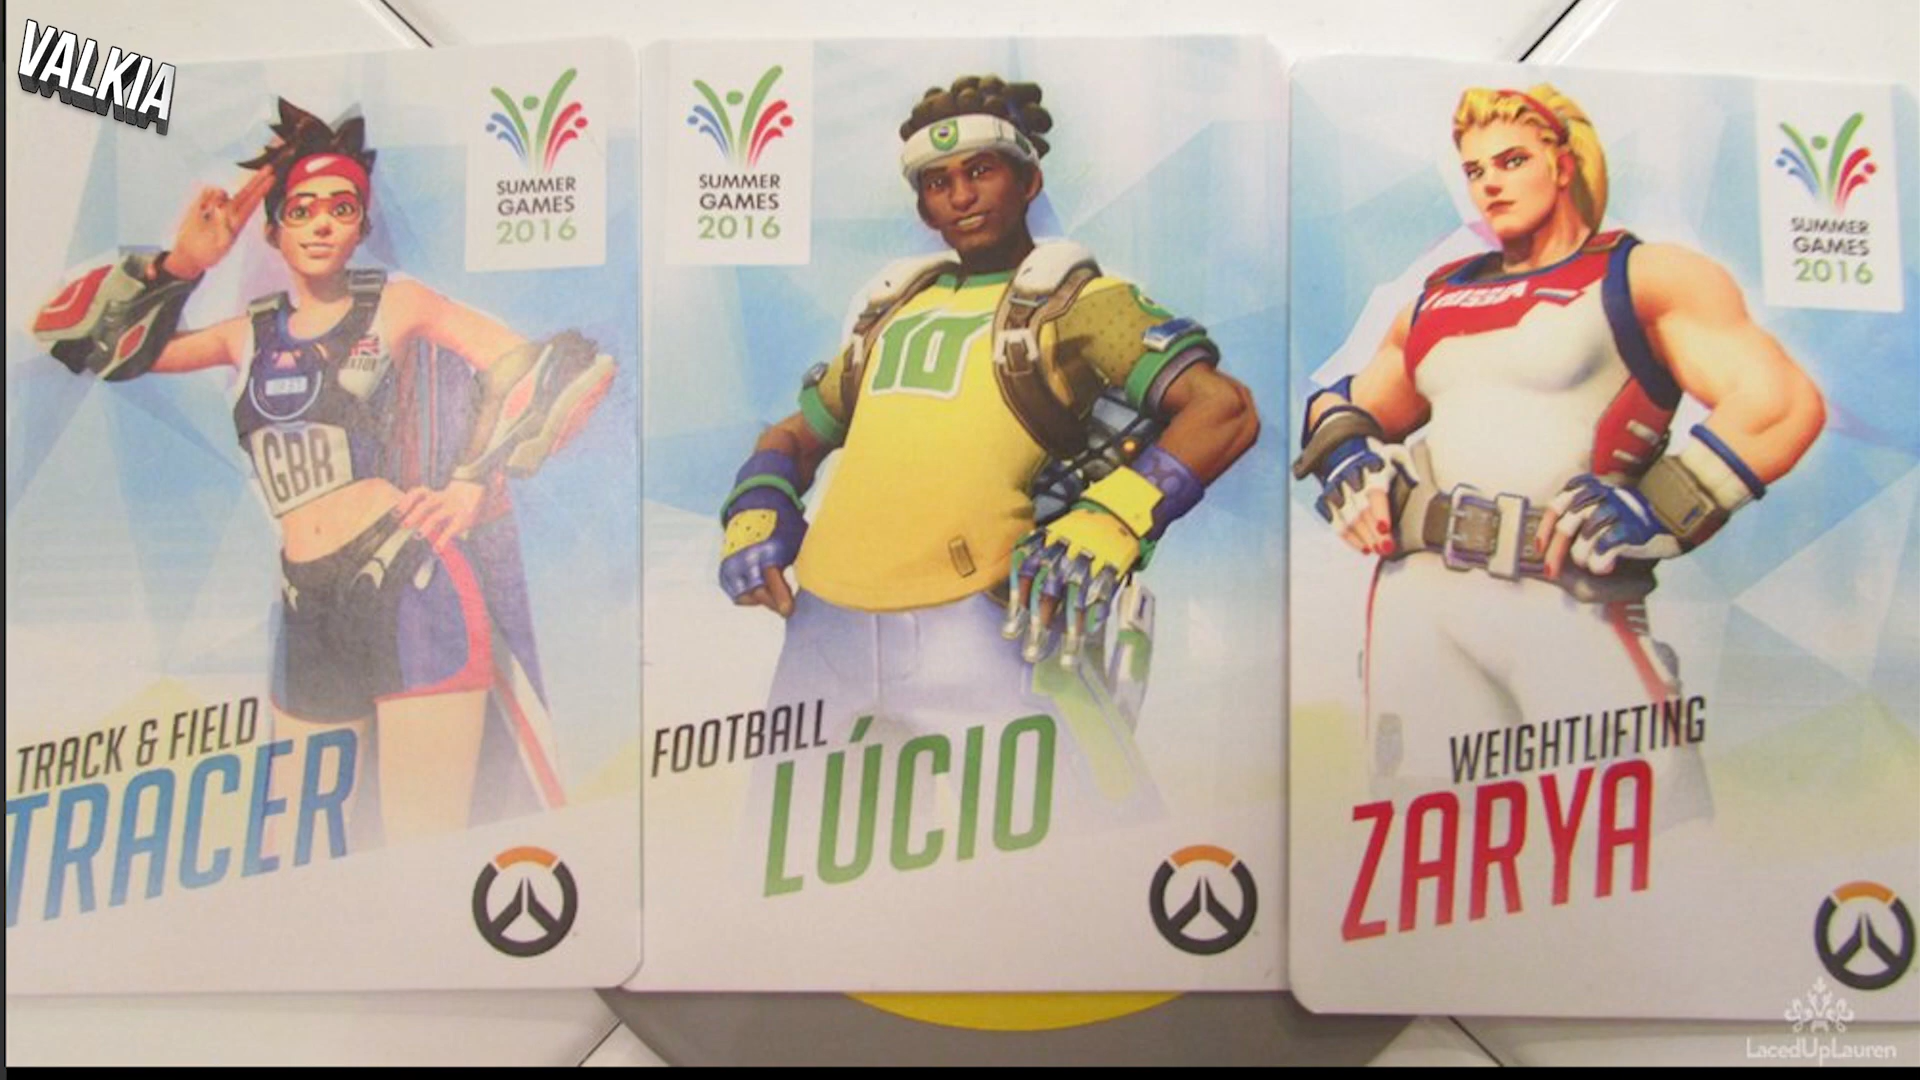 VALKIA
SUMMER
GAMES
2016
GBR
TRACK & FIELD
TRACER
SUMMER
GAMES
2016
10
FOOTBALL
LÚCIO
SUMMER
GAMES
2016
RUSSIA
WEIGHTLIFTING
ZARYA
LacedUpLauren